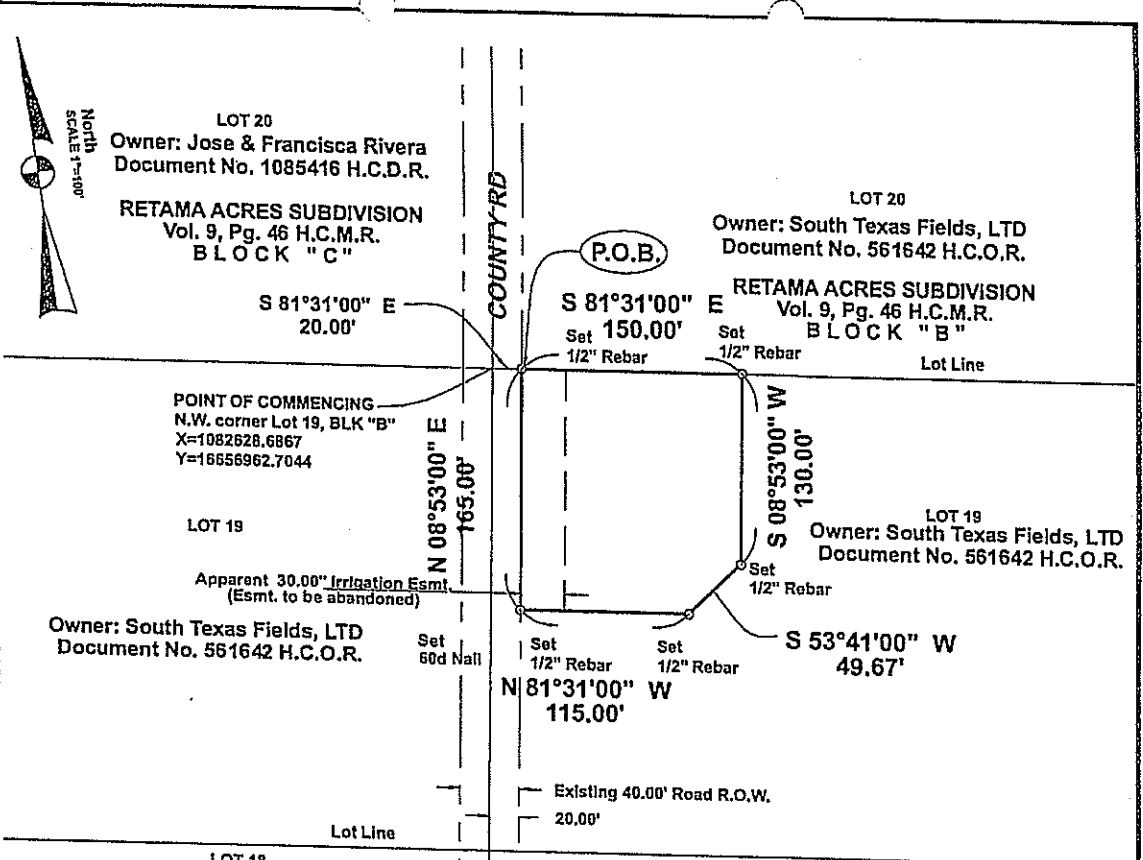 North
SCALE 1"=100'
LOT 20
Owner: Jose & Francisca Rivera
Document No. 1085416 H.C.D.R.
RETAMA ACRES SUBDIVISION
Vol. 9, Pg. 46 H.C.M.R.
BLOCK "C"
COUNTY RD
LOT 20
Owner: South Texas Fields, LTD
Document No. 561642 H.C.O.R.
RETAMA ACRES SUBDIVISION
Vol. 9, Pg. 46 H.C.M.R.
BLOCK "B"
P.O.B.
S 81°31'00" E
20.00'
S 81°31'00" E
150.00'
Set
1/2" Rebar
Set
1/2" Rebar
Lot Line
POINT OF COMMENCING
N.W. corner Lot 19, BLK "B"
X=1082628.6867
Y=16656962.7044
N 08°53'00" E
165.00'
S 08°53'00" W
130.00'
LOT 19
LOT 19
Owner: South Texas Fields, LTD
Document No. 561642 H.C.O.R.
Apparent 30.00" Irrigation Esmt.
(Esmt. to be abandoned)
Set
1/2" Rebar
Owner: South Texas Fields, LTD
Document No. 561642 H.C.O.R.
Set
60d Nail
Set
1/2" Rebar
Set
1/2" Rebar
S 53°41'00" W
49.67'
N 81°31'00" W
115.00'
Existing 40.00' Road R.O.W.
20.00'
Lot Line
LOT 18